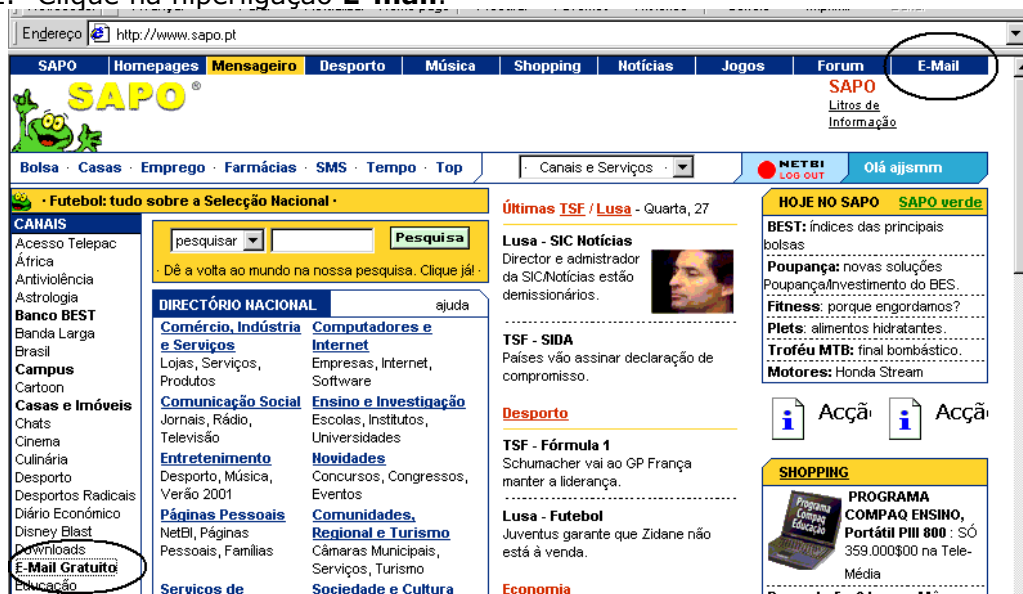 Clique na hiperligação E-mail.
Endereço http://www.sapo.pt
SAPO Homepages Mensageiro Desporto Música Shopping Notícias Jogos Forum E-Mail
SAPO ®
SAPO
Litros de
Informação
Bolsa · Casas · Emprego · Farmácias · SMS · Tempo · Top
· Canais e Serviços ·
NETBI
LOG OUT
Olá ajjsmm
· Futebol: tudo sobre a Selecção Nacional ·
CANAIS
Acesso Telepac
África
Antiviolência
Astrologia
Banco BEST
Banda Larga
Brasil
Campus
Cartoon
Casas e Imóveis
Chats
Cinema
Culinária
Desporto
Desportos Radicais
Diário Económico
Disney Blast
Downloads
E-Mail Gratuito
Educação
pesquisar Pesquisa
· Dê a volta ao mundo na nossa pesquisa. Clique já! ·
DIRECTÓRIO NACIONAL ajuda
Comércio, Indústria
e Serviços
Lojas, Serviços,
Produtos
Comunicação Social
Jornais, Rádio,
Televisão
Entretenimento
Desporto, Música,
Verão 2001
Páginas Pessoais
NetBI, Páginas
Pessoais, Famílias
Serviços de
Computadores e
Internet
Empresas, Internet,
Software
Ensino e Investigação
Escolas, Institutos,
Universidades
Novidades
Concursos, Congressos,
Eventos
Comunidades,
Regional e Turismo
Câmaras Municipais,
Serviços, Turismo
Sociedade e Cultura
Últimas TSF / Lusa - Quarta, 27
Lusa - SIC Notícias
Director e admistrador
da SIC/Notícias estão
demissionários.
TSF - SIDA
Países vão assinar declaração de
compromisso.
Desporto
TSF - Fórmula 1
Schumacher vai ao GP França
manter a liderança.
Lusa - Futebol
Juventus garante que Zidane não
está à venda.
Economia
HOJE NO SAPO SAPO verde
BEST: índices das principais
bolsas
Poupança: novas soluções
Poupança/Investimento do BES.
Fitness: porque engordamos?
Plets: alimentos hidratantes.
Troféu MTB: final bombástico.
Motores: Honda Stream
Acçã Acçã
SHOPPING
Programa
Compaq
Educação
PROGRAMA
COMPAQ ENSINO,
Portátil PIII 800 : SÓ
359.000$00 na Tele-
Média